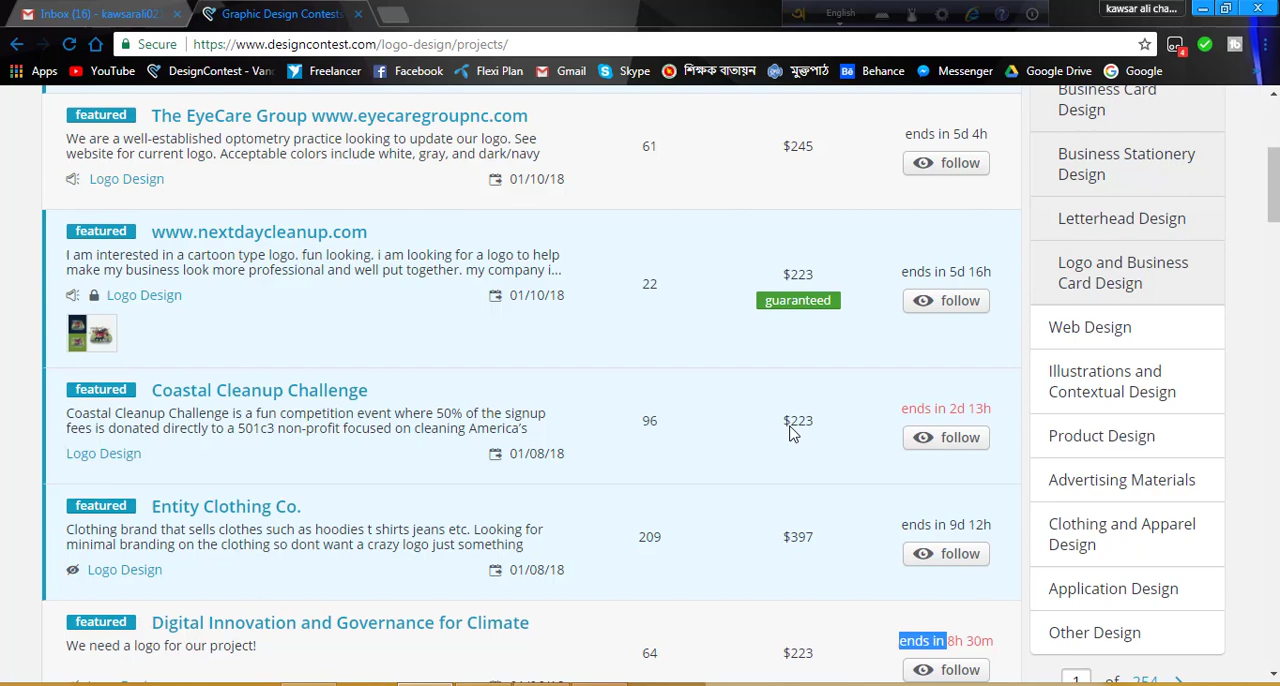 Inbox (16) - kawsarali02
Graphic Design Contests
English
kawsar ali cha...
Secure
https://www.designcontest.com/logo-design/projects/
4
Apps
YouTube
DesignContest - Vanc
Freelancer
Facebook
Flexi Plan
Gmail
Skype
শিক্ষক বাতায়ন
মুক্তপাঠ
Behance
Messenger
Google Drive
Google
featured The EyeCare Group www.eyecaregroupnc.com
We are a well-established optometry practice looking to update our logo. See
website for current logo. Acceptable colors include white, gray, and dark/navy
Logo Design
01/10/18
61
$245
ends in 5d 4h
follow
featured www.nextdaycleanup.com
I am interested in a cartoon type logo. fun looking. i am looking for a logo to help
make my business look more professional and well put together. my company i...
Logo Design
01/10/18
22
$223
guaranteed
ends in 5d 16h
follow
featured Coastal Cleanup Challenge
Coastal Cleanup Challenge is a fun competition event where 50% of the signup
fees is donated directly to a 501c3 non-profit focused on cleaning America's
Logo Design
01/08/18
96
$223
ends in 2d 13h
follow
featured Entity Clothing Co.
Clothing brand that sells clothes such as hoodies t shirts jeans etc. Looking for
minimal branding on the clothing so dont want a crazy logo just something
Logo Design
01/08/18
209
$397
ends in 9d 12h
follow
featured Digital Innovation and Governance for Climate
We need a logo for our project!
64
$223
ends in 8h 30m
follow
Business Card
Design
Business Stationery
Design
Letterhead Design
Logo and Business
Card Design
Web Design
Illustrations and
Contextual Design
Product Design
Advertising Materials
Clothing and Apparel
Design
Application Design
Other Design
1 of 254